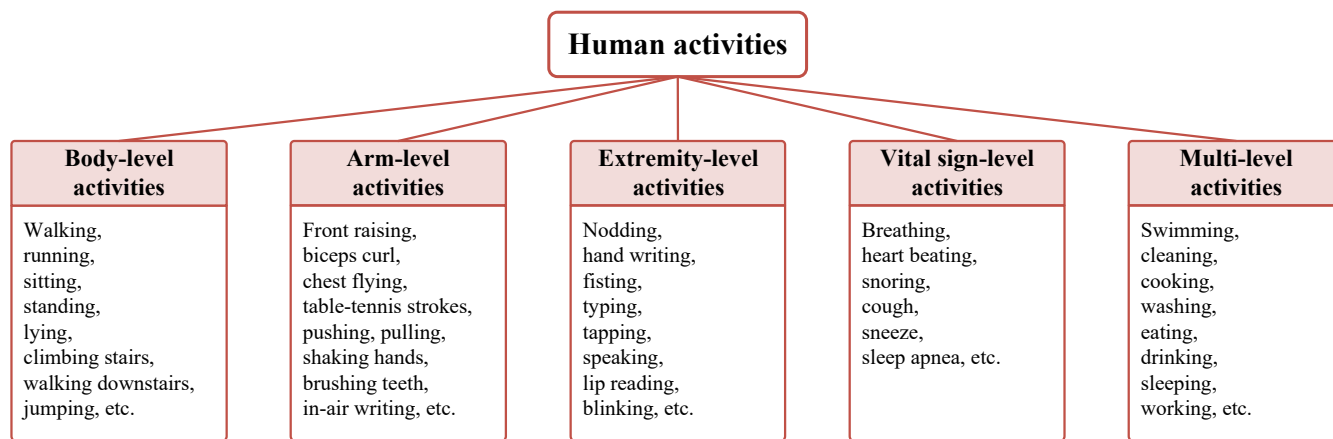 Human activities
Body-level
activities
Walking,
running,
sitting,
standing,
lying,
climbing stairs,
walking downstairs,
jumping, etc.
Arm-level
activities
Front raising,
biceps curl,
chest flying,
table-tennis strokes,
pushing, pulling,
shaking hands,
brushing teeth,
in-air writing, etc.
Extremity-level
activities
Nodding,
hand writing,
fisting,
typing,
tapping,
speaking,
lip reading,
blinking, etc.
Vital sign-level
activities
Breathing,
heart beating,
snoring,
cough,
sneeze,
sleep apnea, etc.
Multi-level
activities
Swimming,
cleaning,
cooking,
washing,
eating,
drinking,
sleeping,
working, etc.